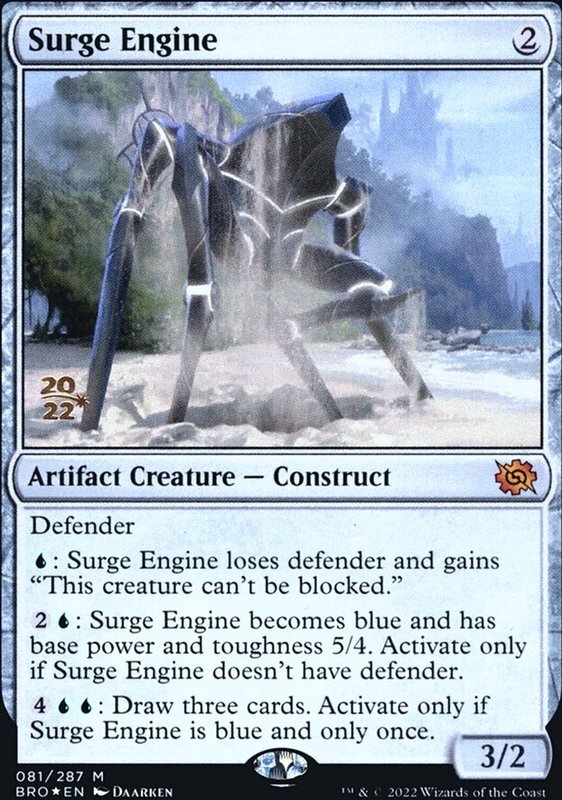 Surge Engine 2
20
22
Artifact Creature — Construct
Defender
: Surge Engine loses defender and gains
“This creature can't be blocked.”
2 : Surge Engine becomes blue and has
base power and toughness 5/4. Activate only
if Surge Engine doesn't have defender.
4 : Draw three cards. Activate only if
Surge Engine is blue and only once.
3/2
081/287 M
BRO★EN DAARKEN
™ & © 2022 Wizards of the Coast